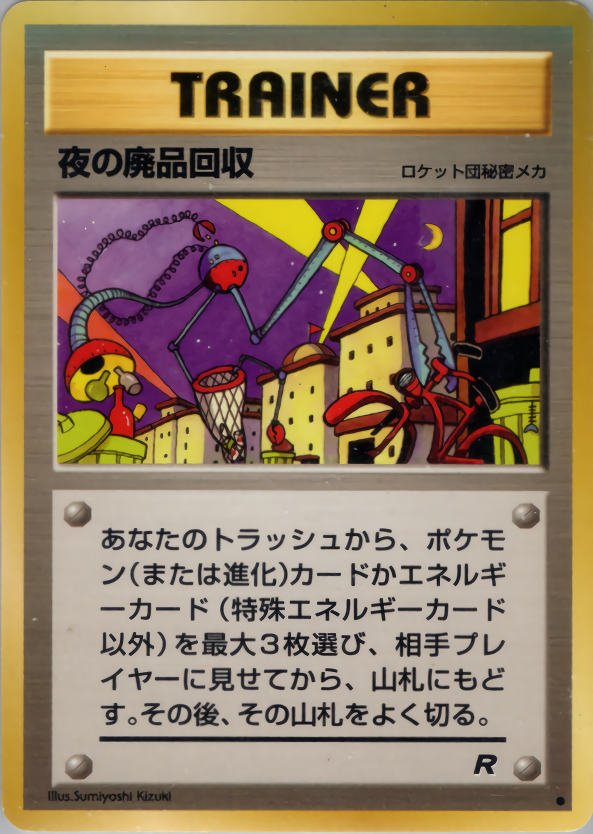 TRAINER
夜の廃品回収
ロケット団秘密メカ
あなたのトラッシュから、ポケモ
ン(または進化)カードかエネルギ
ーカード(特殊エネルギーカード
以外)を最大3枚選び、相手プレ
イヤーに見せてから、山札にもど
す。その後、その山札をよく切る。
R
Illus.Sumiyoshi Kizuki